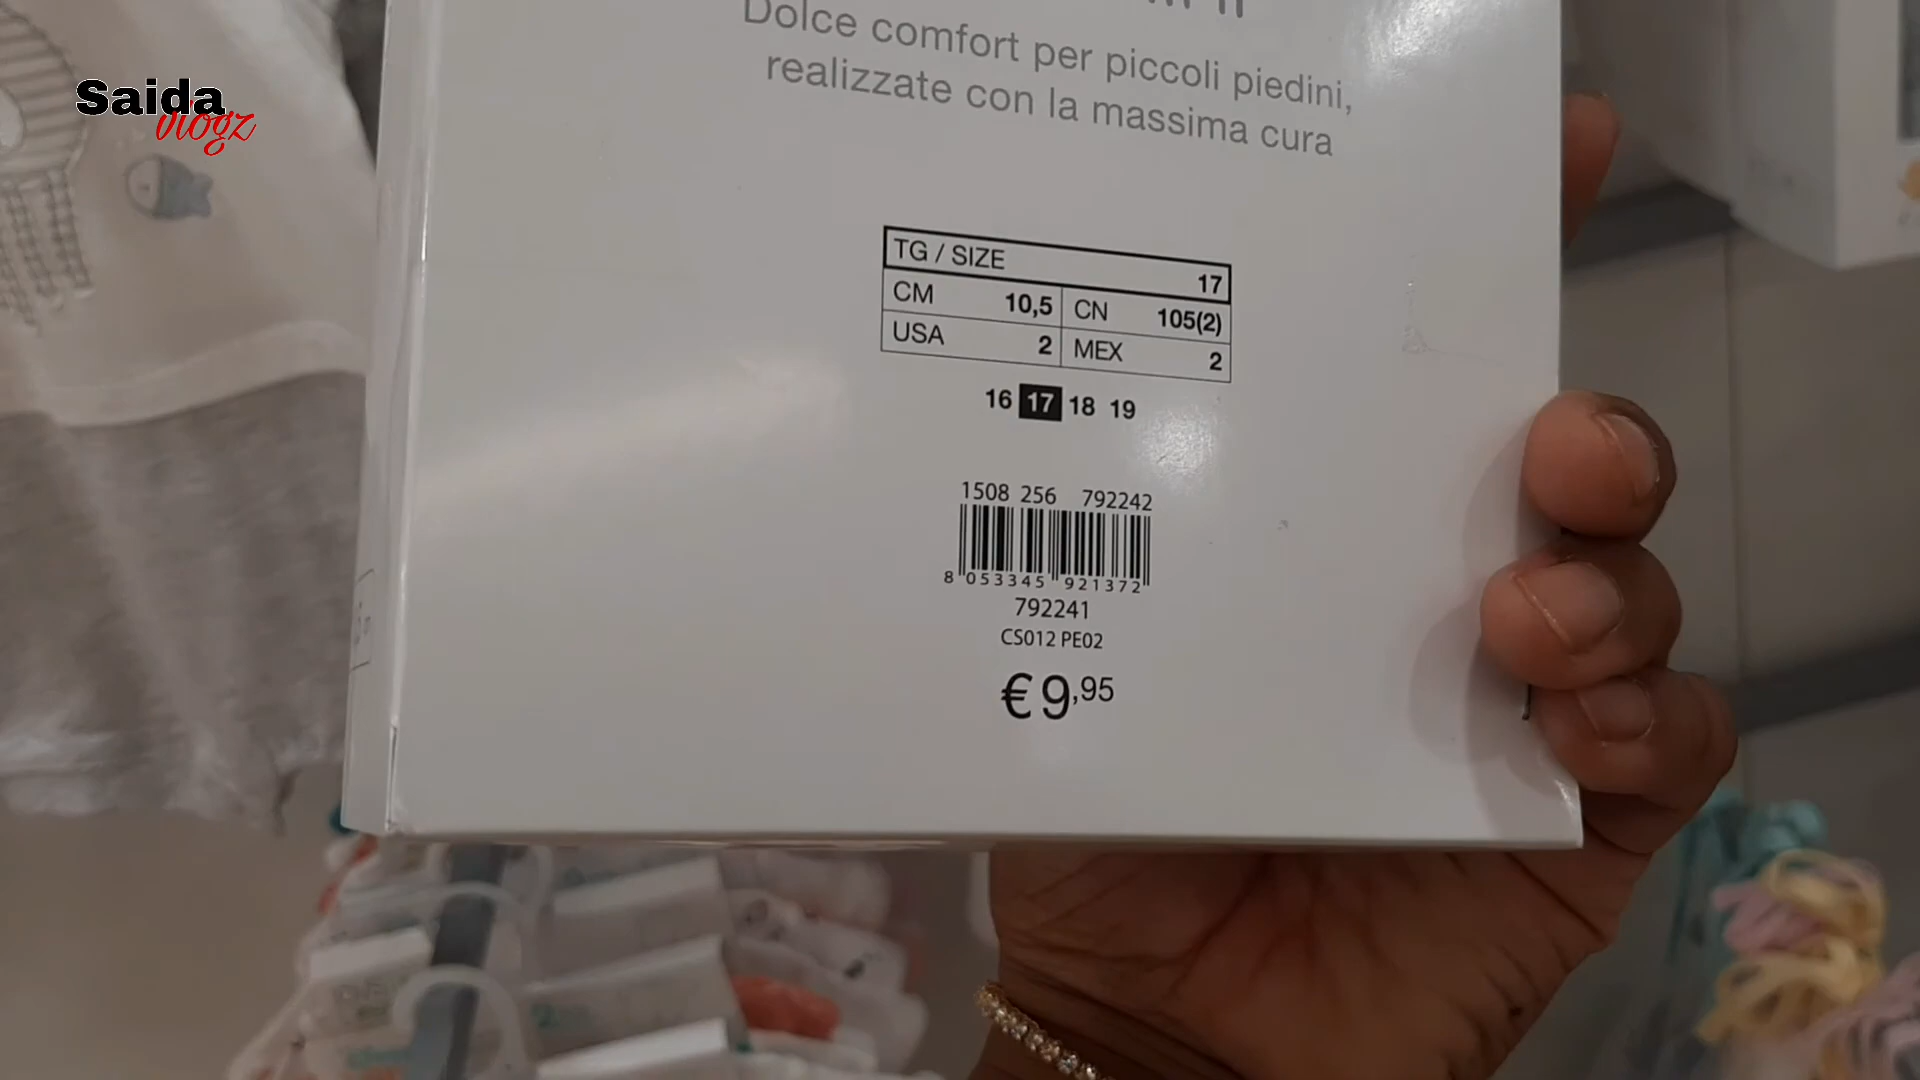 Saida
vlogz
Dolce comfort per piccoli piedini,
realizzate con la massima cura
TG / SIZE 17
CM 10,5 CN 105(2)
USA 2 MEX 2
16 17 18 19
1508 256 792242
8 053345 921372
792241
CS012 PE02
€9,95